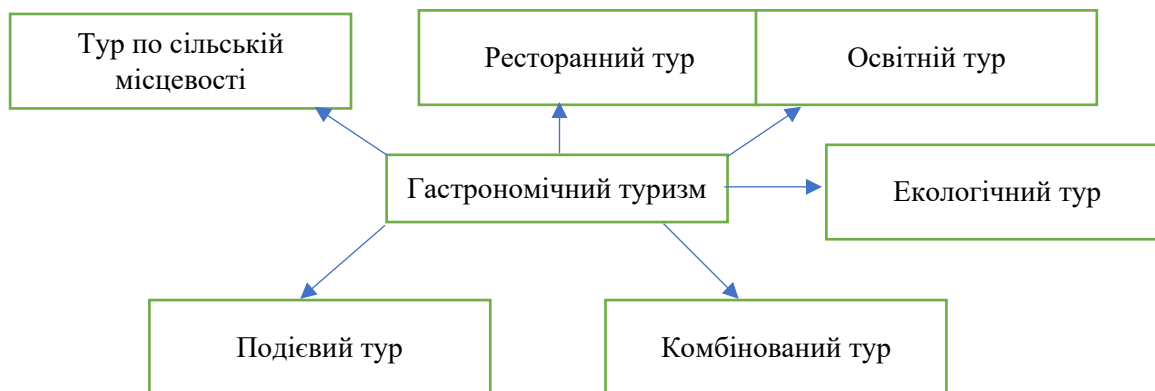 Тур по сільській
місцевості
Ресторанний тур
Освітній тур
Гастрономічний туризм
Екологічний тур
Подієвий тур
Комбінований тур